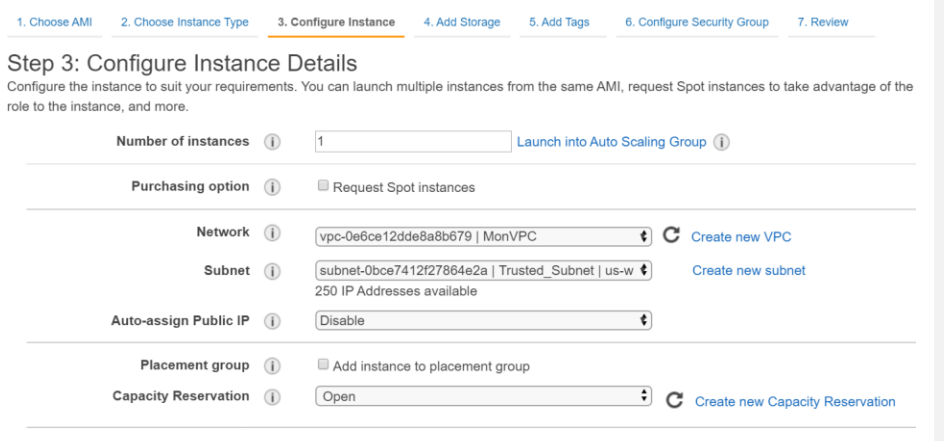 1. Choose AMI 2. Choose Instance Type 3. Configure Instance 4. Add Storage 5. Add Tags 6. Configure Security Group 7. Review
Step 3: Configure Instance Details
Configure the instance to suit your requirements. You can launch multiple instances from the same AMI, request Spot instances to take advantage of the
role to the instance, and more.
Number of instances 1 Launch into Auto Scaling Group
Purchasing option Request Spot instances
Network vpc-0e6ce12dde8a8b679 | MonVPC Create new VPC
Subnet subnet-0bce7412f27864e2a | Trusted_Subnet | us-w Create new subnet
250 IP Addresses available
Auto-assign Public IP Disable
Placement group Add instance to placement group
Capacity Reservation Open Create new Capacity Reservation